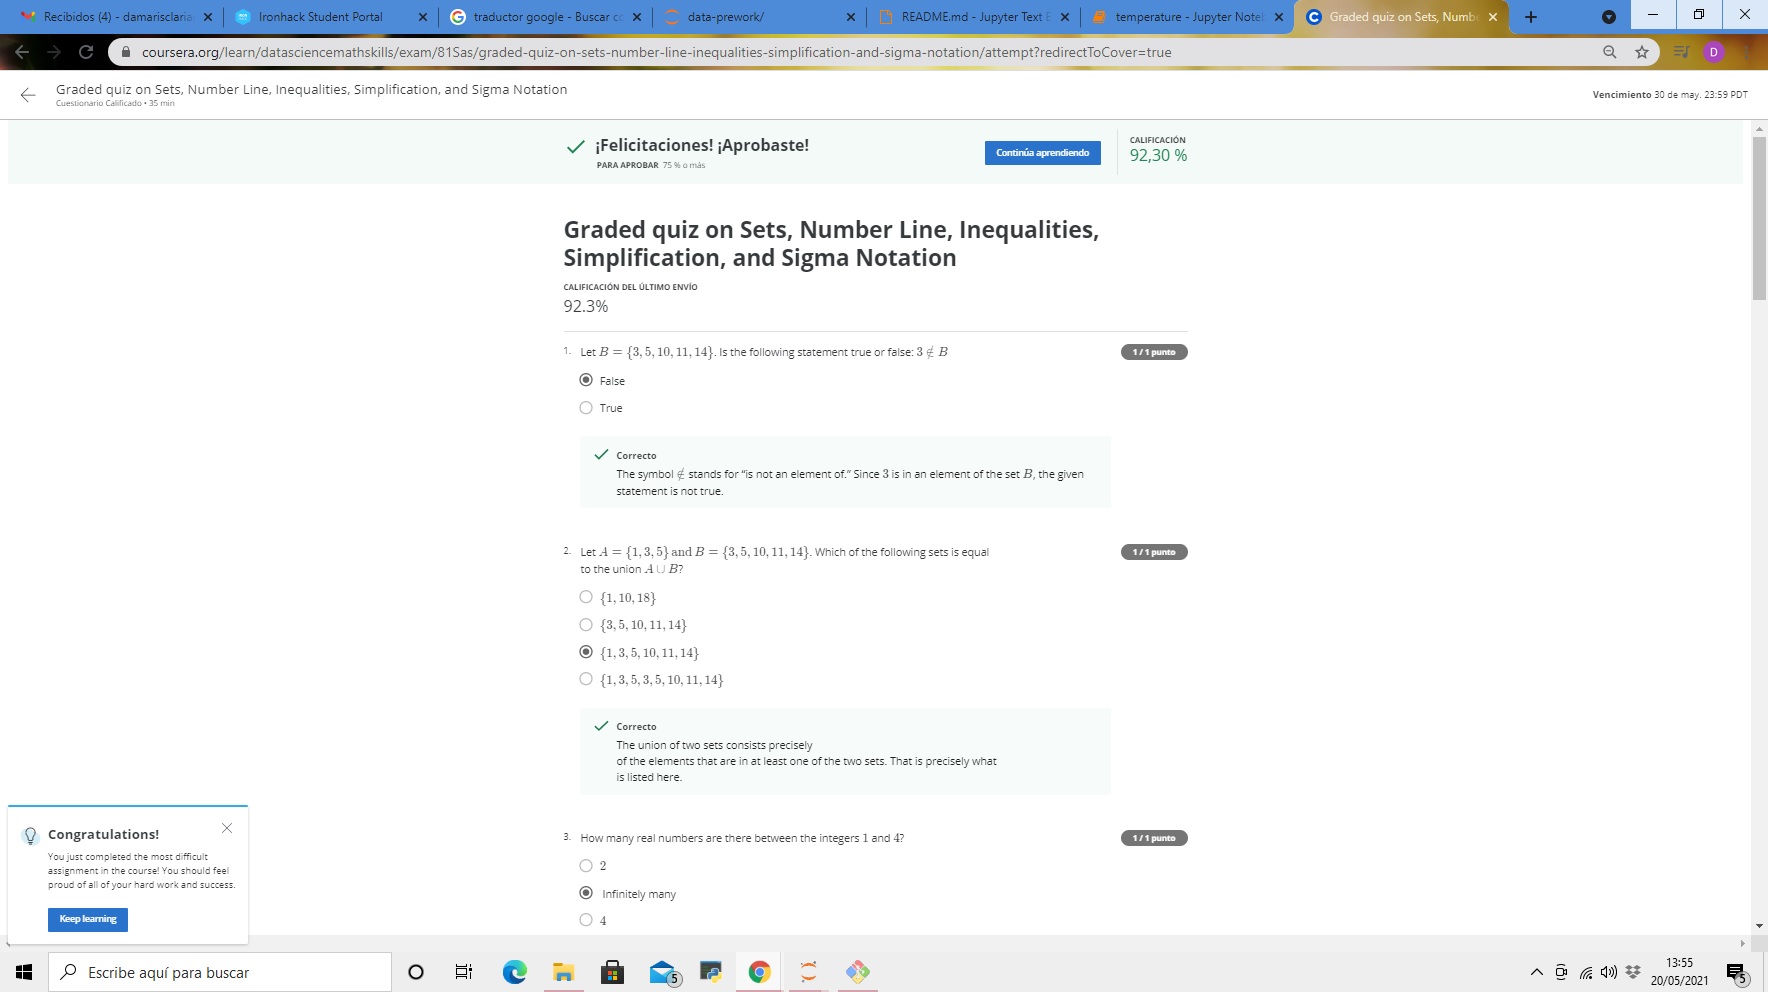 Recibidos (4) - damarisclaria
Ironhack Student Portal
traductor google - Buscar c
data-prework/
README.md - Jupyter Text E
temperature - Jupyter Note
Graded quiz on Sets, Numb
coursera.org/learn/datasciencemathskills/exam/81Sas/graded-quiz-on-sets-number-line-inequalities-simplification-and-sigma-notation/attempt?redirectToCover=true
D
Graded quiz on Sets, Number Line, Inequalities, Simplification, and Sigma Notation
Cuestionario Calificado • 35 min
Vencimiento 30 de may. 23:59 PDT
¡Felicitaciones! ¡Aprobaste!
PARA APROBAR 75 % o más
Continúa aprendiendo
CALIFICACIÓN
92,30 %
Graded quiz on Sets, Number Line, Inequalities,
Simplification, and Sigma Notation
CALIFICACIÓN DEL ÚLTIMO ENVÍO
92.3%
1. Let B = {3, 5, 10, 11, 14}. Is the following statement true or false: 3 ∉ B
1 / 1 punto
False
True
Correcto
The symbol ∉ stands for "is not an element of." Since 3 is in an element of the set B, the given
statement is not true.
2. Let A = {1, 3, 5} and B = {3, 5, 10, 11, 14}. Which of the following sets is equal
to the union A ∪ B?
1 / 1 punto
{1, 10, 18}
{3, 5, 10, 11, 14}
{1, 3, 5, 10, 11, 14}
{1, 3, 5, 3, 5, 10, 11, 14}
Correcto
The union of two sets consists precisely
of the elements that are in at least one of the two sets. That is precisely what
is listed here.
3. How many real numbers are there between the integers 1 and 4?
1 / 1 punto
2
Infinitely many
4
Congratulations!
You just completed the most difficult
assignment in the course! You should feel
proud of all of your hard work and success.
Keep learning
Escribe aquí para buscar
5
13:55
20/05/2021
5